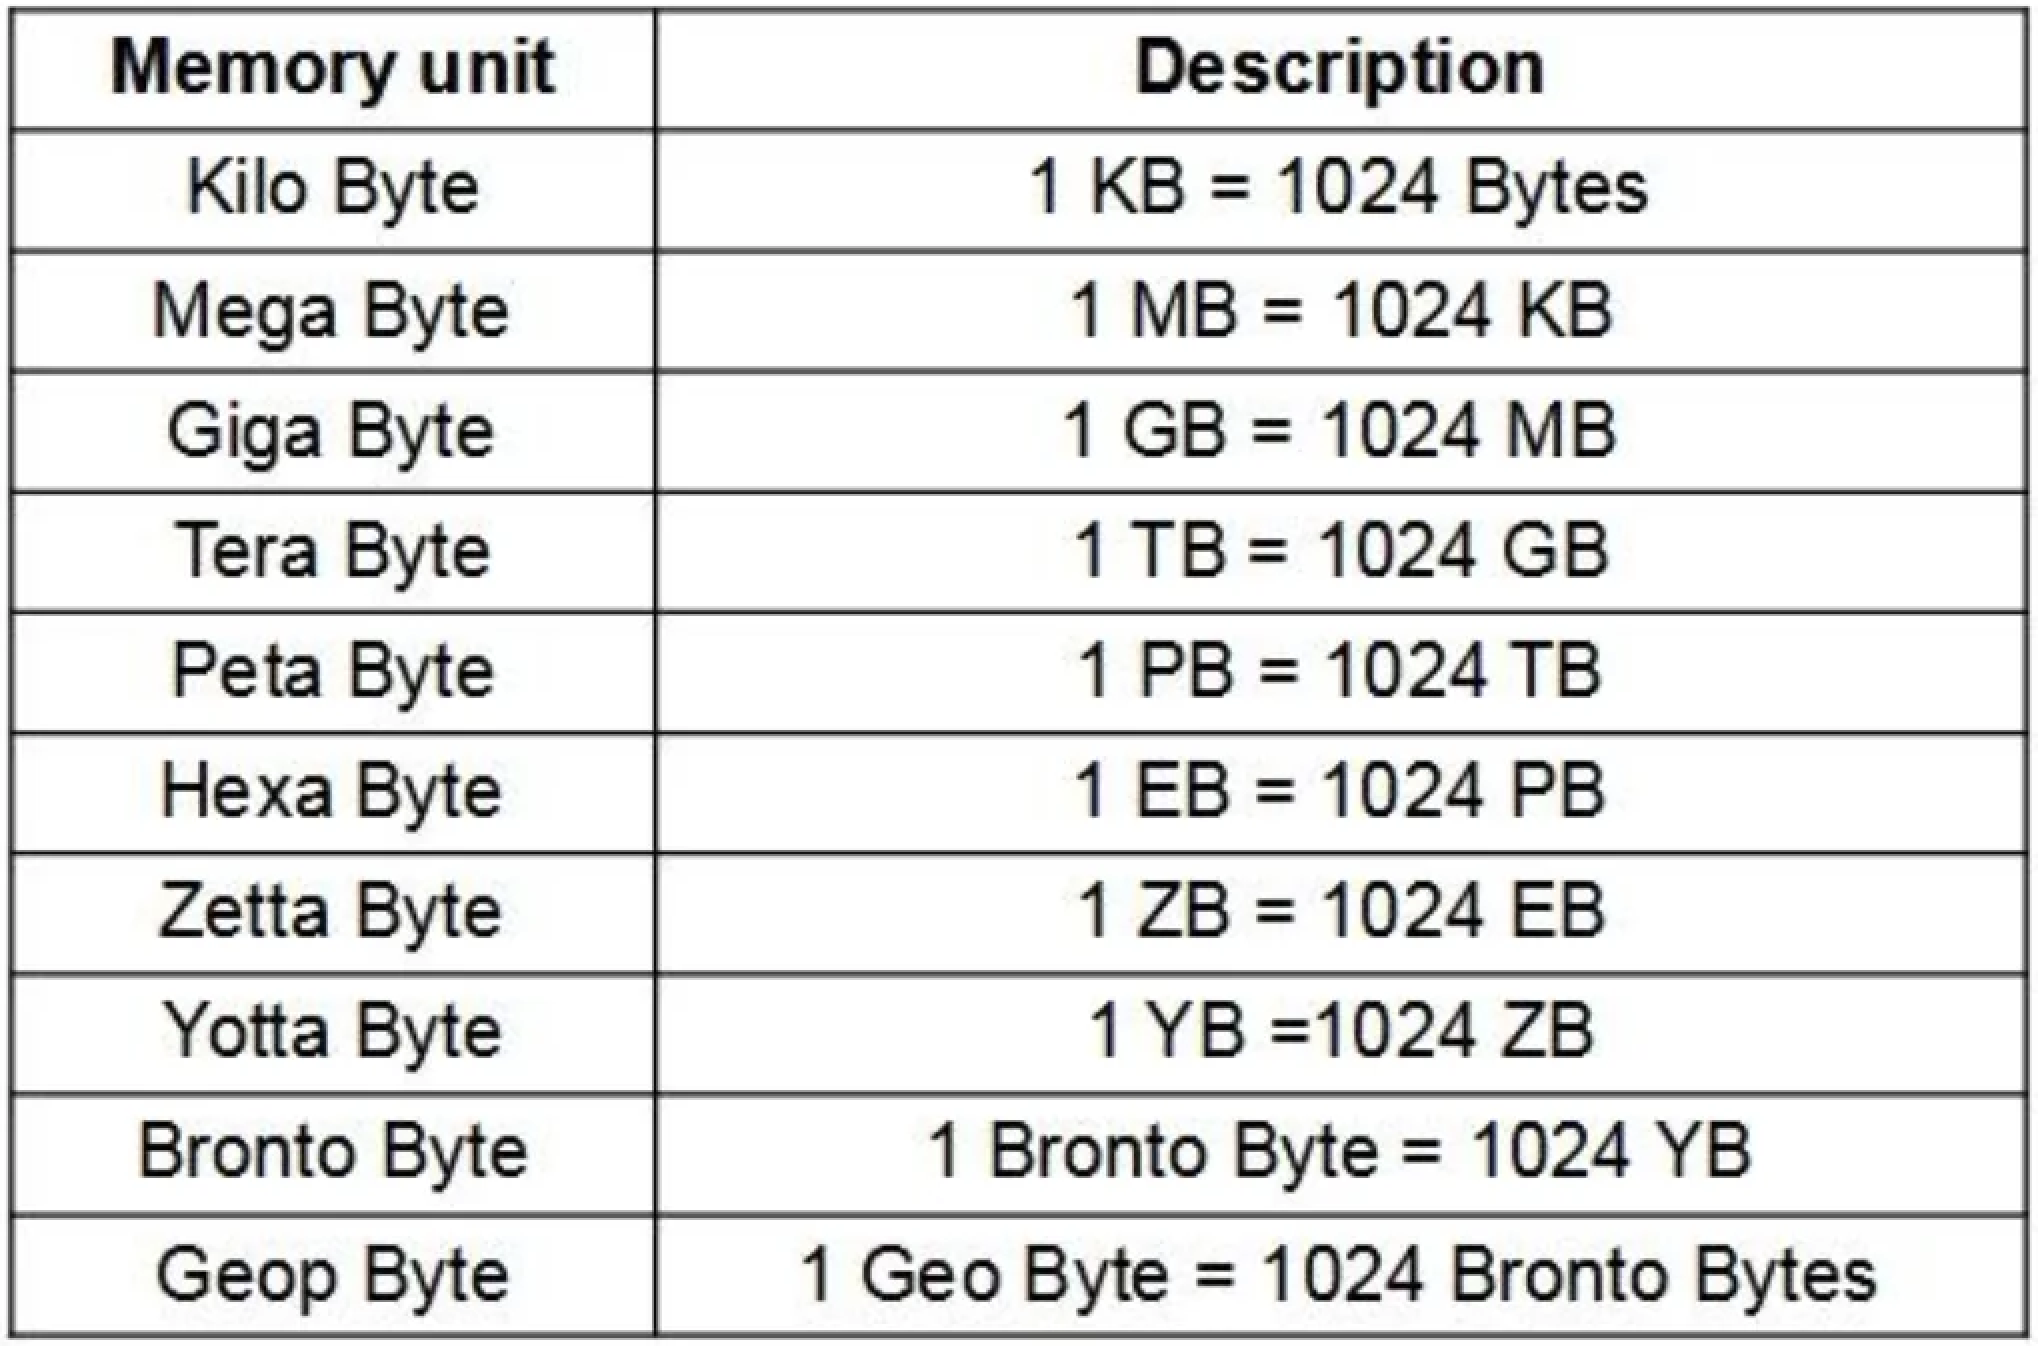 Memory unit Description
Kilo Byte 1 KB = 1024 Bytes
Mega Byte 1 MB = 1024 KB
Giga Byte 1 GB = 1024 MB
Tera Byte 1 TB = 1024 GB
Peta Byte 1 PB = 1024 TB
Hexa Byte 1 EB = 1024 PB
Zetta Byte 1 ZB = 1024 EB
Yotta Byte 1 YB =1024 ZB
Bronto Byte 1 Bronto Byte = 1024 YB
Geop Byte 1 Geo Byte = 1024 Bronto Bytes